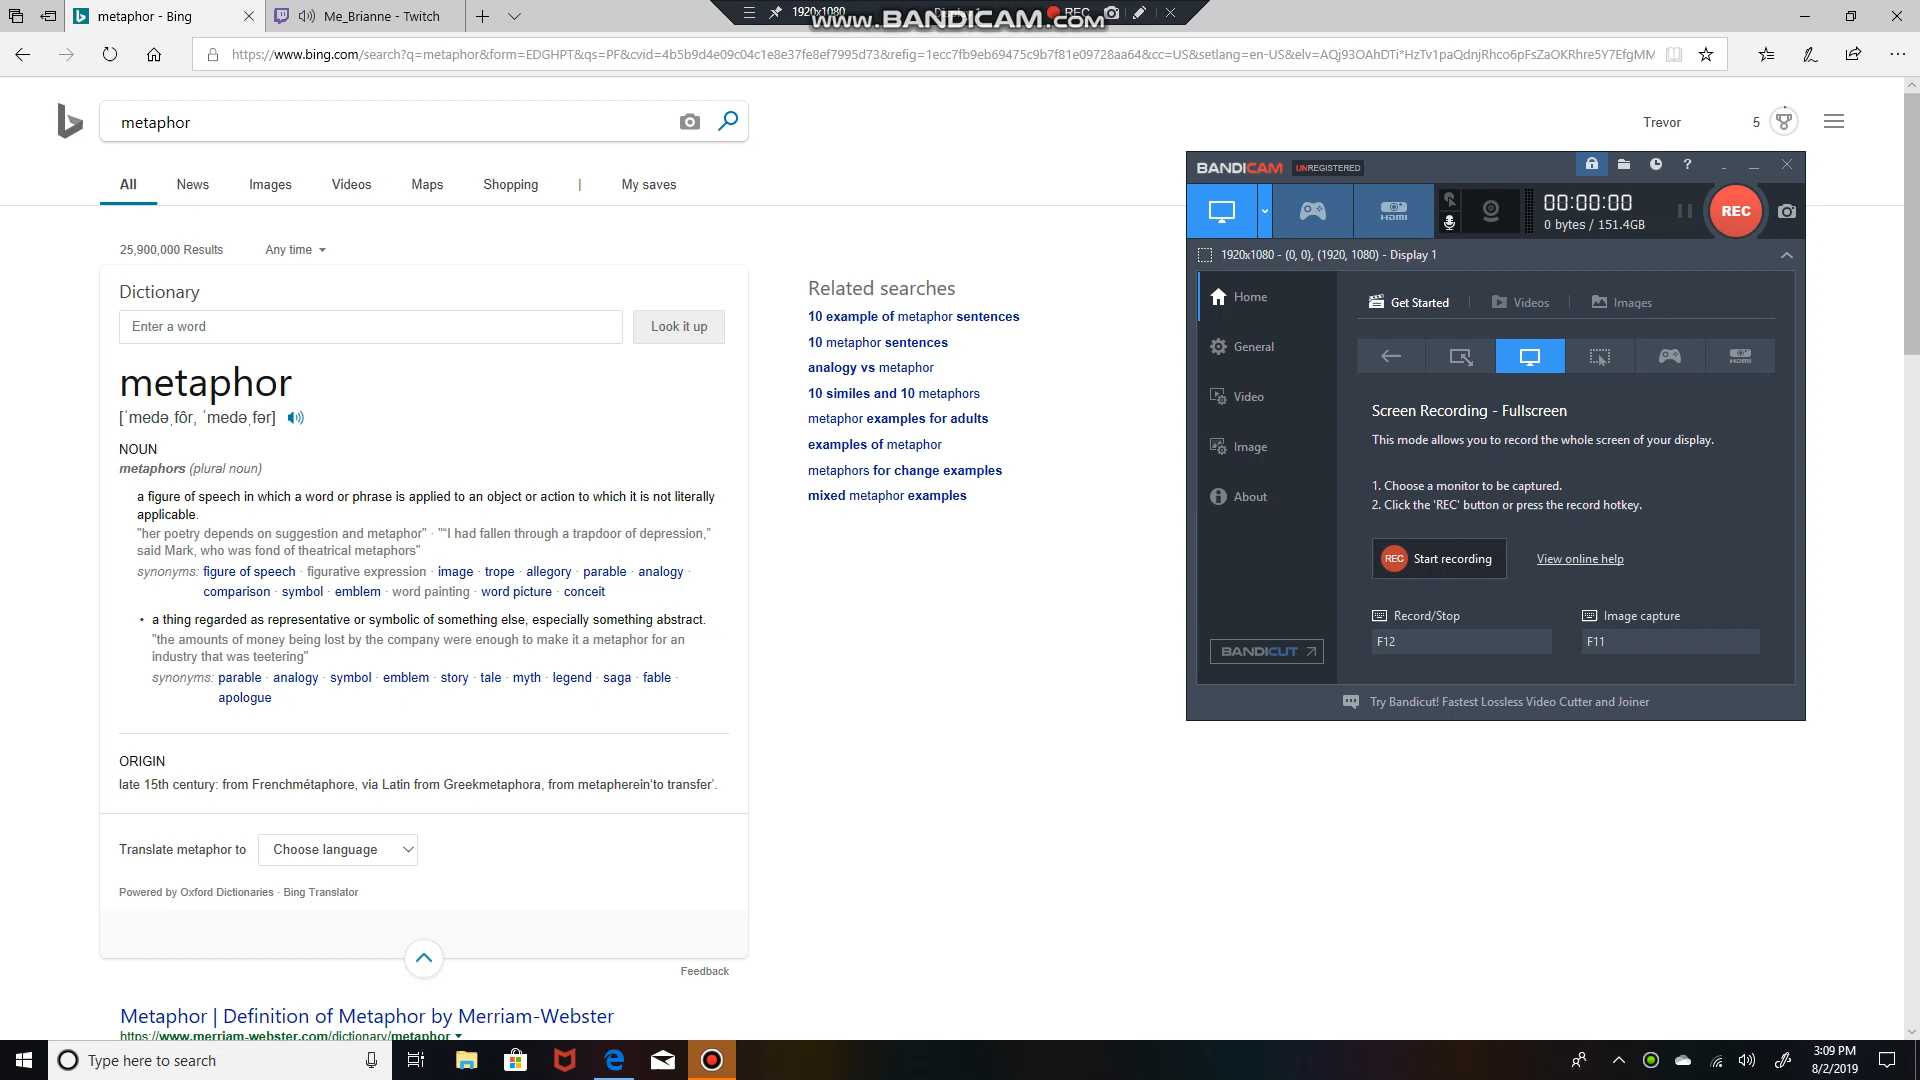 metaphor - Bing
Me_Brianne - Twitch
1920x1080
REC
www.BANDICAM.com
https://www.bing.com/search?q=metaphor&form=EDGHPT&qs=PF&cvid=4b5b9d4e09c04c1e8e37fe8ef7995d73&refig=1ecc7fb9eb69475c9b7f81e09728aa64&cc=US&setlang=en-US&elv=AQj93OAhDTi*HzTv1paQdnjRhco6pFsZaOKRhre5Y7EfgMM
metaphor
Trevor
5
All
News
Images
Videos
Maps
Shopping
|
My saves
25,900,000 Results
Any time
Dictionary
Enter a word
Look it up
metaphor
[ˈmedəˌfôr, ˈmedəˌfər]
NOUN
metaphors (plural noun)
a figure of speech in which a word or phrase is applied to an object or action to which it is not literally
applicable.
"her poetry depends on suggestion and metaphor" · "“I had fallen through a trapdoor of depression,”
said Mark, who was fond of theatrical metaphors"
synonyms: figure of speech · figurative expression · image · trope · allegory · parable · analogy ·
comparison · symbol · emblem · word painting · word picture · conceit
• a thing regarded as representative or symbolic of something else, especially something abstract.
"the amounts of money being lost by the company were enough to make it a metaphor for an
industry that was teetering"
synonyms: parable · analogy · symbol · emblem · story · tale · myth · legend · saga · fable ·
apologue
ORIGIN
late 15th century: from Frenchmétaphore, via Latin from Greekmetaphora, from metapherein‘to transfer’.
Translate metaphor to
Choose language
Powered by Oxford Dictionaries · Bing Translator
Feedback
Metaphor | Definition of Metaphor by Merriam-Webster
https://www.merriam-webster.com/dictionary/metaphor
Related searches
10 example of metaphor sentences
10 metaphor sentences
analogy vs metaphor
10 similes and 10 metaphors
metaphor examples for adults
examples of metaphor
metaphors for change examples
mixed metaphor examples
BANDICAM UNREGISTERED
?
HDMI
00:00:00
0 bytes / 151.4GB
REC
1920x1080 - (0, 0), (1920, 1080) - Display 1
Home
General
Video
Image
About
BANDICUT
Get Started
Videos
Images
HDMI
Screen Recording - Fullscreen
This mode allows you to record the whole screen of your display.
1. Choose a monitor to be captured.
2. Click the 'REC' button or press the record hotkey.
REC Start recording
View online help
Record/Stop
Image capture
F12
F11
Try Bandicut! Fastest Lossless Video Cutter and Joiner
Type here to search
3:09 PM
8/2/2019